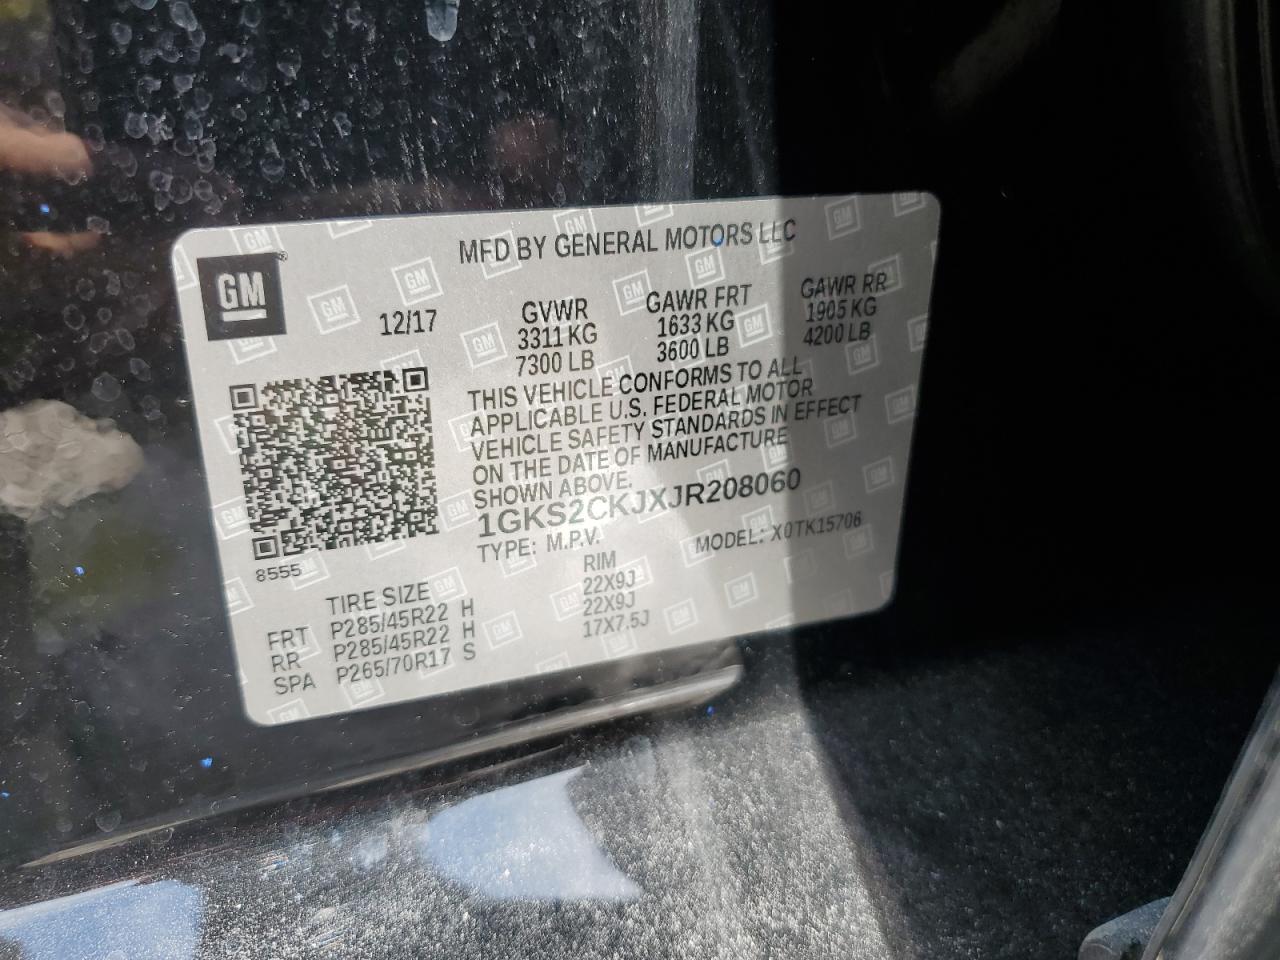 MFD BY GENERAL MOTORS LLC
GM
12/17
GVWR GAWR FRT GAWR RR
3311 KG 1633 KG 1905 KG
7300 LB 3600 LB 4200 LB
THIS VEHICLE CONFORMS TO ALL
APPLICABLE U.S. FEDERAL MOTOR
VEHICLE SAFETY STANDARDS IN EFFECT
ON THE DATE OF MANUFACTURE
SHOWN ABOVE.
1GKS2CKJXJR208060
TYPE: M.P.V. MODEL: X0TK15706
8555
TIRE SIZE RIM
FRT P285/45R22 H 22X9J
RR P285/45R22 H 22X9J
SPA P265/70R17 S 17X7.5J